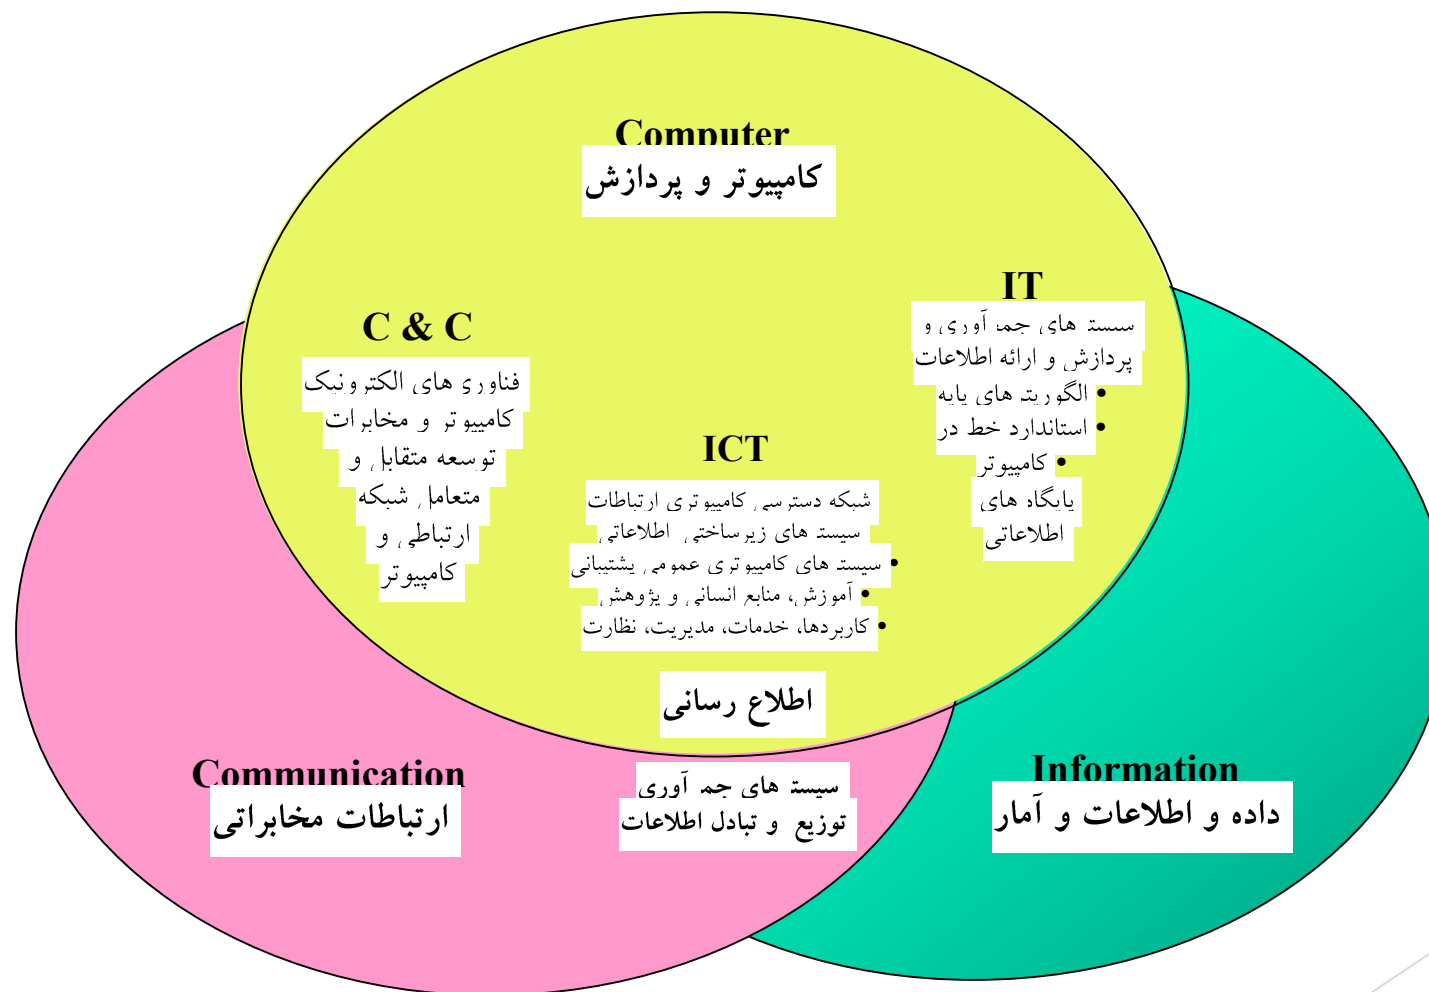 Computer
کامپیوتر و پردازش
IT
سیستم های جمع آوری و
پردازش و ارائه اطلاعات
• الگوریتم های پایه
• استاندارد خط در
• کامپیوتر
پایگاه های
اطلاعاتی
C & C
فناوری های الکترونیک
کامپیوتر و مخابرات
توسعه متقابل و
متعامل شبکه
ارتباطی و
کامپیوتر
ICT
شبکه دسترسی کامپیوتری ارتباطات
سیستم های زیرساختی اطلاعاتی
• سیستم های کامپیوتری عمومی پشتیبانی
• آموزش، منابع انسانی و پژوهش
• کاربردها، خدمات، مدیریت، نظارت
اطلاع رسانی
Communication
ارتباطات مخابراتی
سیستم های جمع آوری
توزیع و تبادل اطلاعات
Information
داده و اطلاعات و آمار